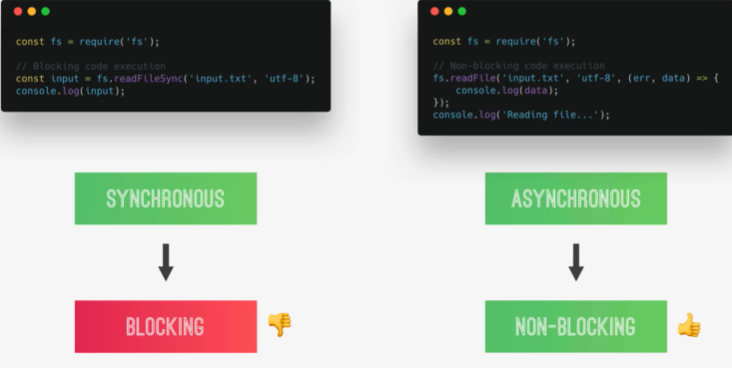 const fs = require('fs');
// Blocking code execution
const input = fs.readFileSync('input.txt', 'utf-8');
console.log(input);
const fs = require('fs');
// Non-blocking code execution
fs.readFile('input.txt', 'utf-8', (err, data) => {
    console.log(data);
});
console.log('Reading file...');
SYNCHRONOUS
ASYNCHRONOUS
BLOCKING
NON-BLOCKING